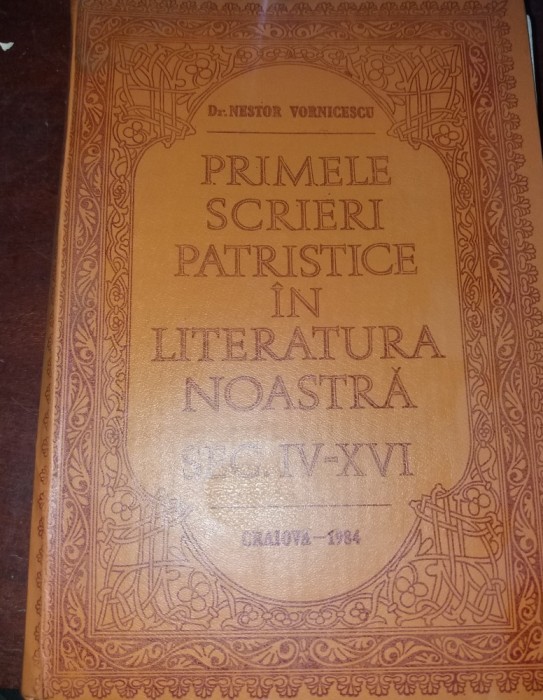 Dr. NESTOR VORNICESCU
PRIMELE
SCRIERI
PATRISTICE
ÎN
LITERATURA
NOASTRĂ
SEC. IV-XVI
CRAIOVA-1984